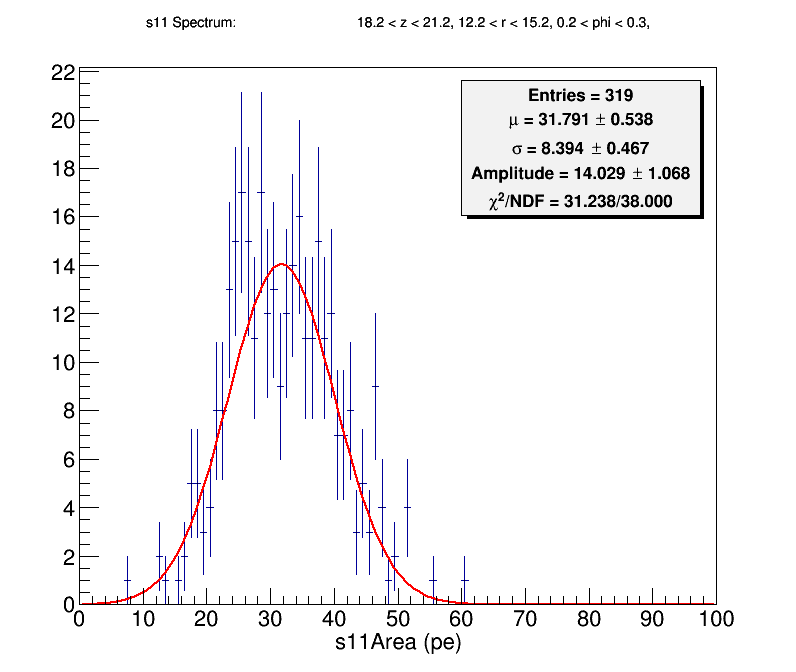 s11 Spectrum: 18.2 < z < 21.2, 12.2 < r < 15.2, 0.2 < phi < 0.3,
Entries = 319
μ = 31.791 ± 0.538
σ = 8.394 ± 0.467
Amplitude = 14.029 ± 1.068
χ²/NDF = 31.238/38.000
22
20
18
16
14
12
10
8
6
4
2
0
0 10 20 30 40 50 60 70 80 90 100
s11Area (pe)